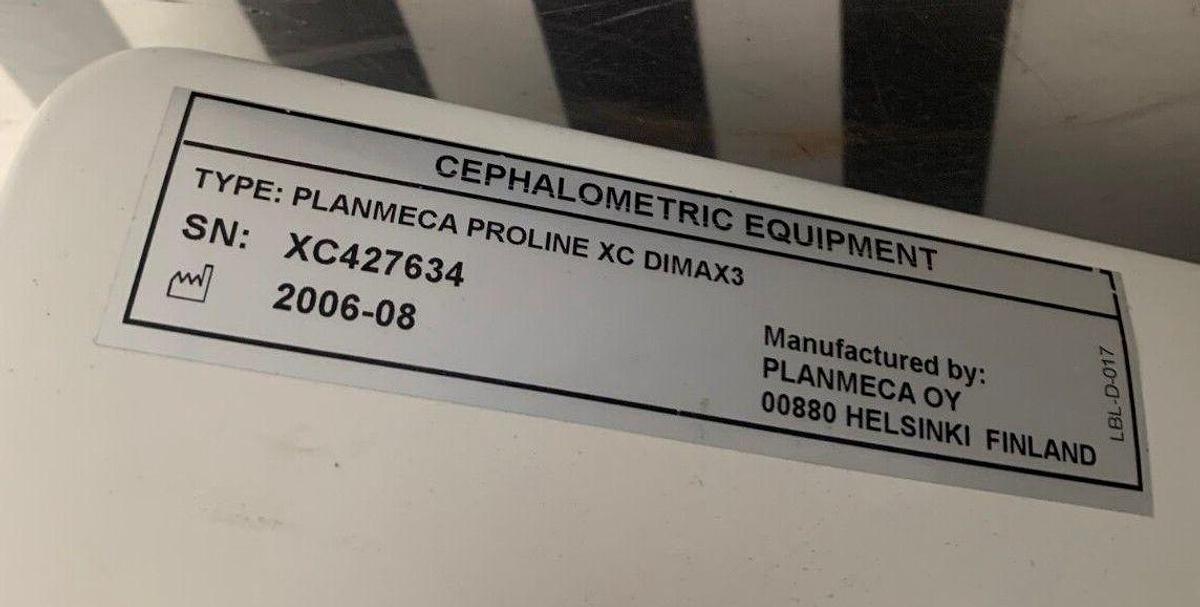 CEPHALOMETRIC EQUIPMENT
TYPE: PLANMECA PROLINE XC DIMAX3
SN: XC427634
2006-08
Manufactured by:
PLANMECA OY
00880 HELSINKI FINLAND
LBL-D-017